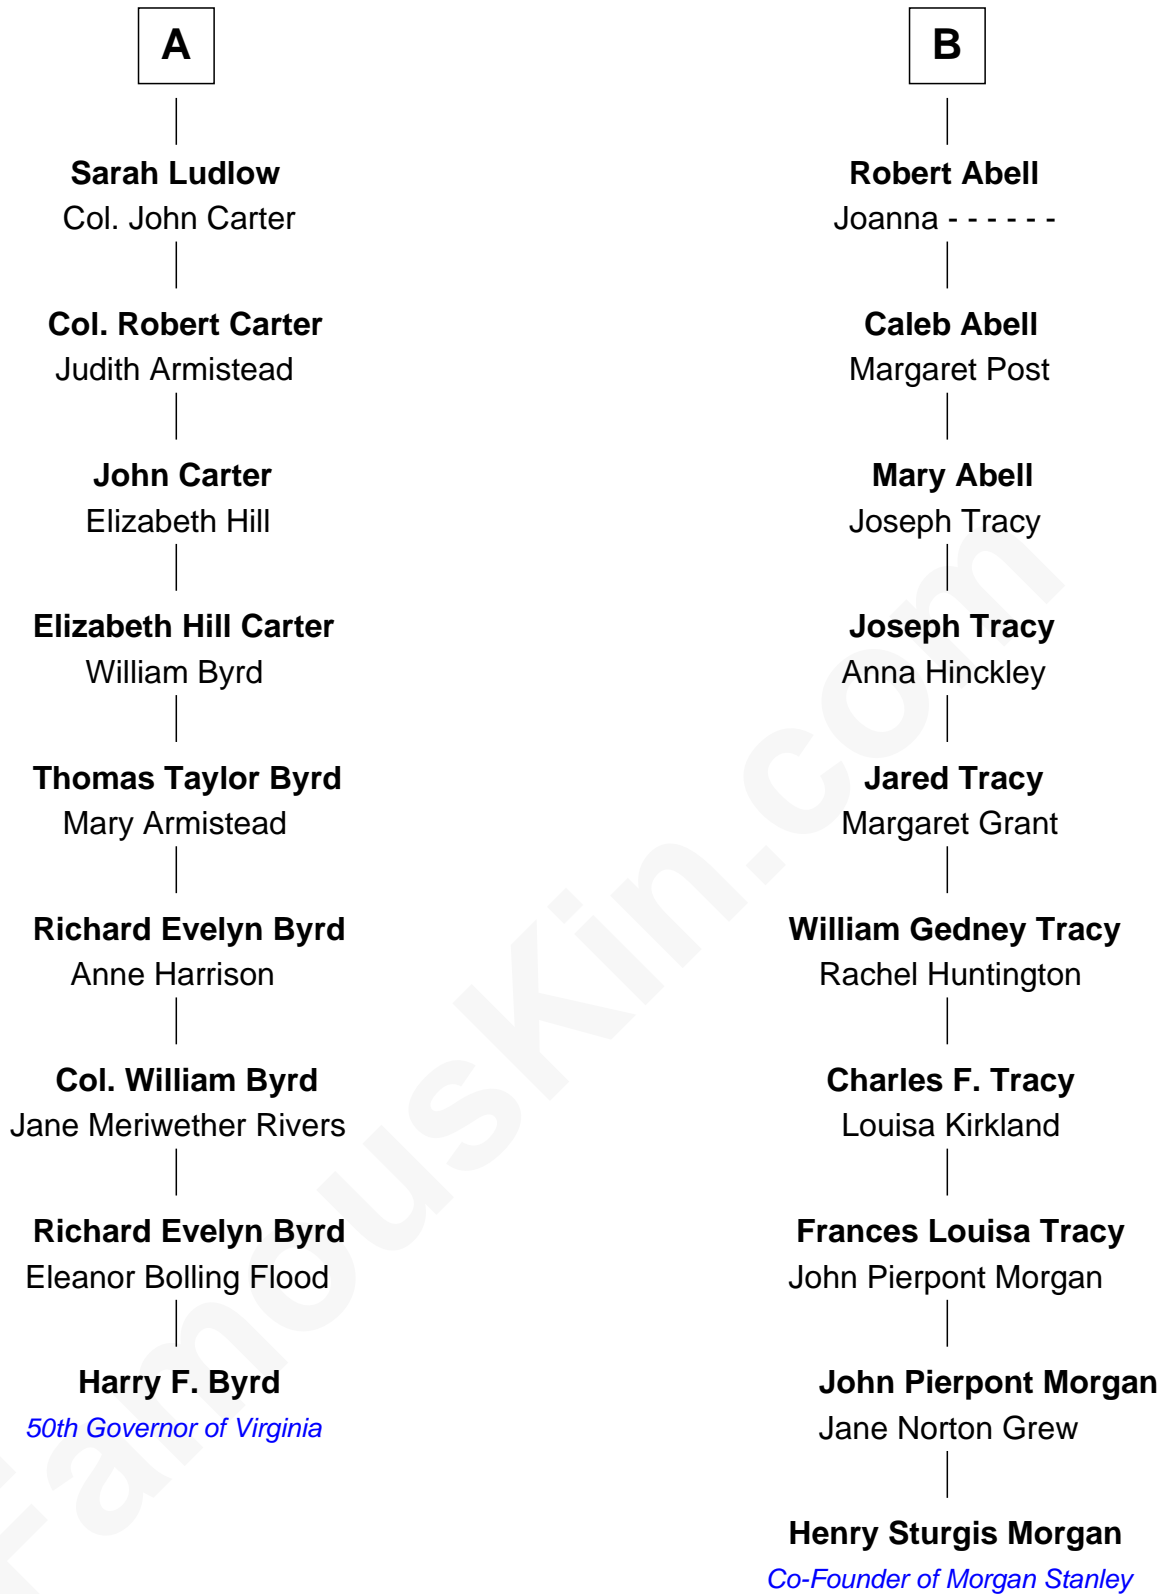 A
Sarah Ludlow
Col. John Carter
Col. Robert Carter
Judith Armistead
John Carter
Elizabeth Hill
Elizabeth Hill Carter
William Byrd
Thomas Taylor Byrd
Mary Armistead
Richard Evelyn Byrd
Anne Harrison
Col. William Byrd
Jane Meriwether Rivers
Richard Evelyn Byrd
Eleanor Bolling Flood
Harry F. Byrd
50th Governor of Virginia
B
Robert Abell
Joanna - - - - - -
Caleb Abell
Margaret Post
Mary Abell
Joseph Tracy
Joseph Tracy
Anna Hinckley
Jared Tracy
Margaret Grant
William Gedney Tracy
Rachel Huntington
Charles F. Tracy
Louisa Kirkland
Frances Louisa Tracy
John Pierpont Morgan
John Pierpont Morgan
Jane Norton Grew
Henry Sturgis Morgan
Co-Founder of Morgan Stanley
FamousKin.com